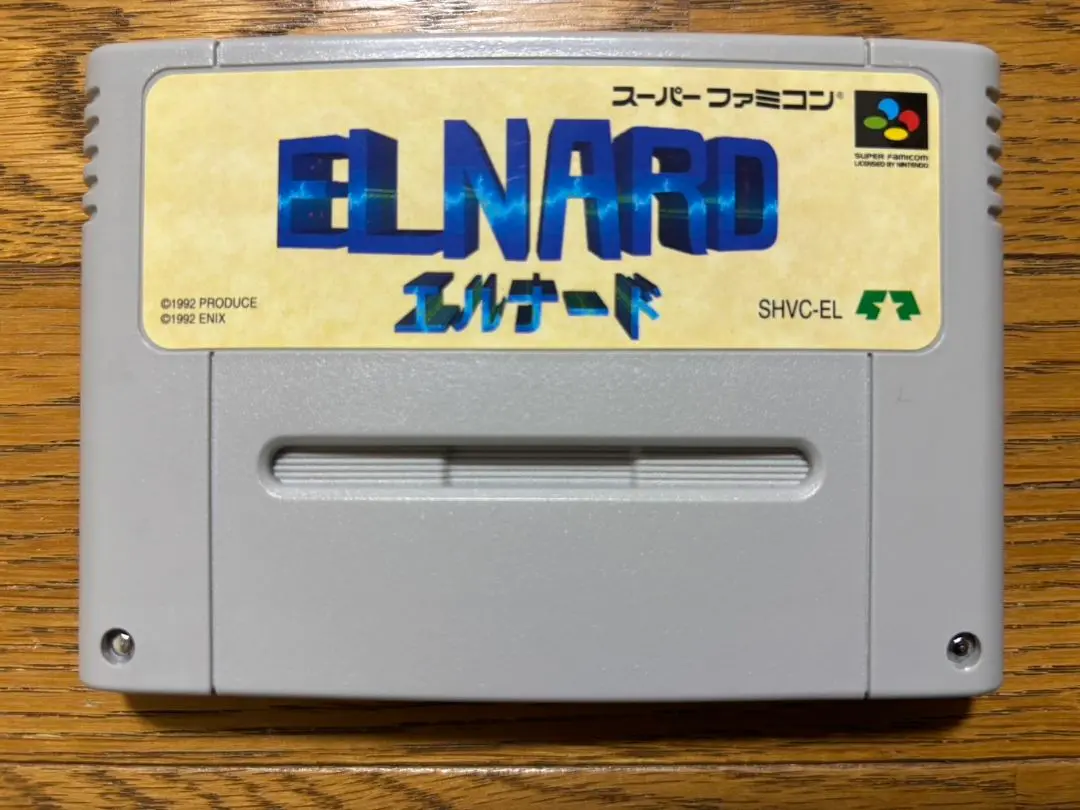 スーパーファミコン®
SUPER FAMICOM
LICENSED BY NINTENDO
ELNARD
エルナード
©1992 PRODUCE
©1992 ENIX
SHVC-EL